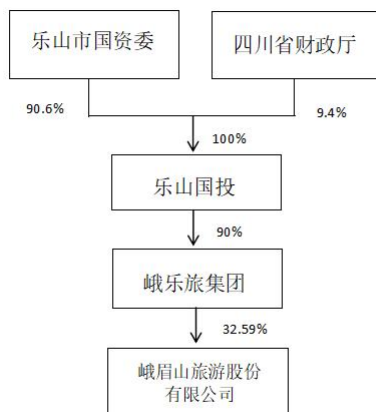 乐山市国资委
四川省财政厅
90.6%
9.4%
100%
乐山国投
90%
峨乐旅集团
32.59%
峨眉山旅游股份
有限公司